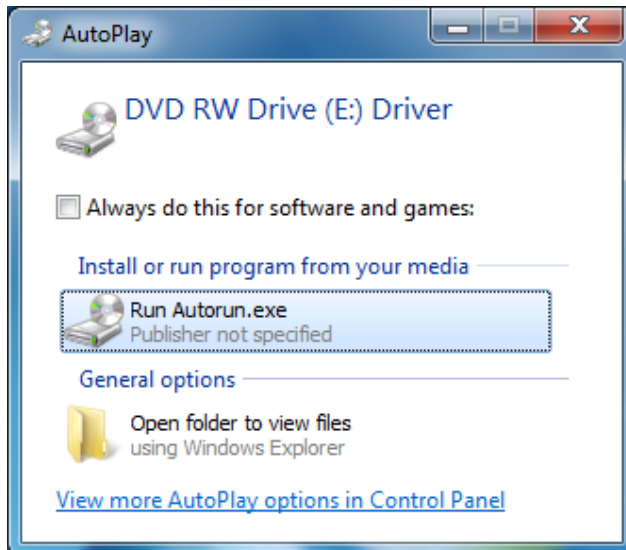 AutoPlay
DVD RW Drive (E:) Driver
Always do this for software and games:
Install or run program from your media
Run Autorun.exe
Publisher not specified
General options
Open folder to view files
using Windows Explorer
View more AutoPlay options in Control Panel